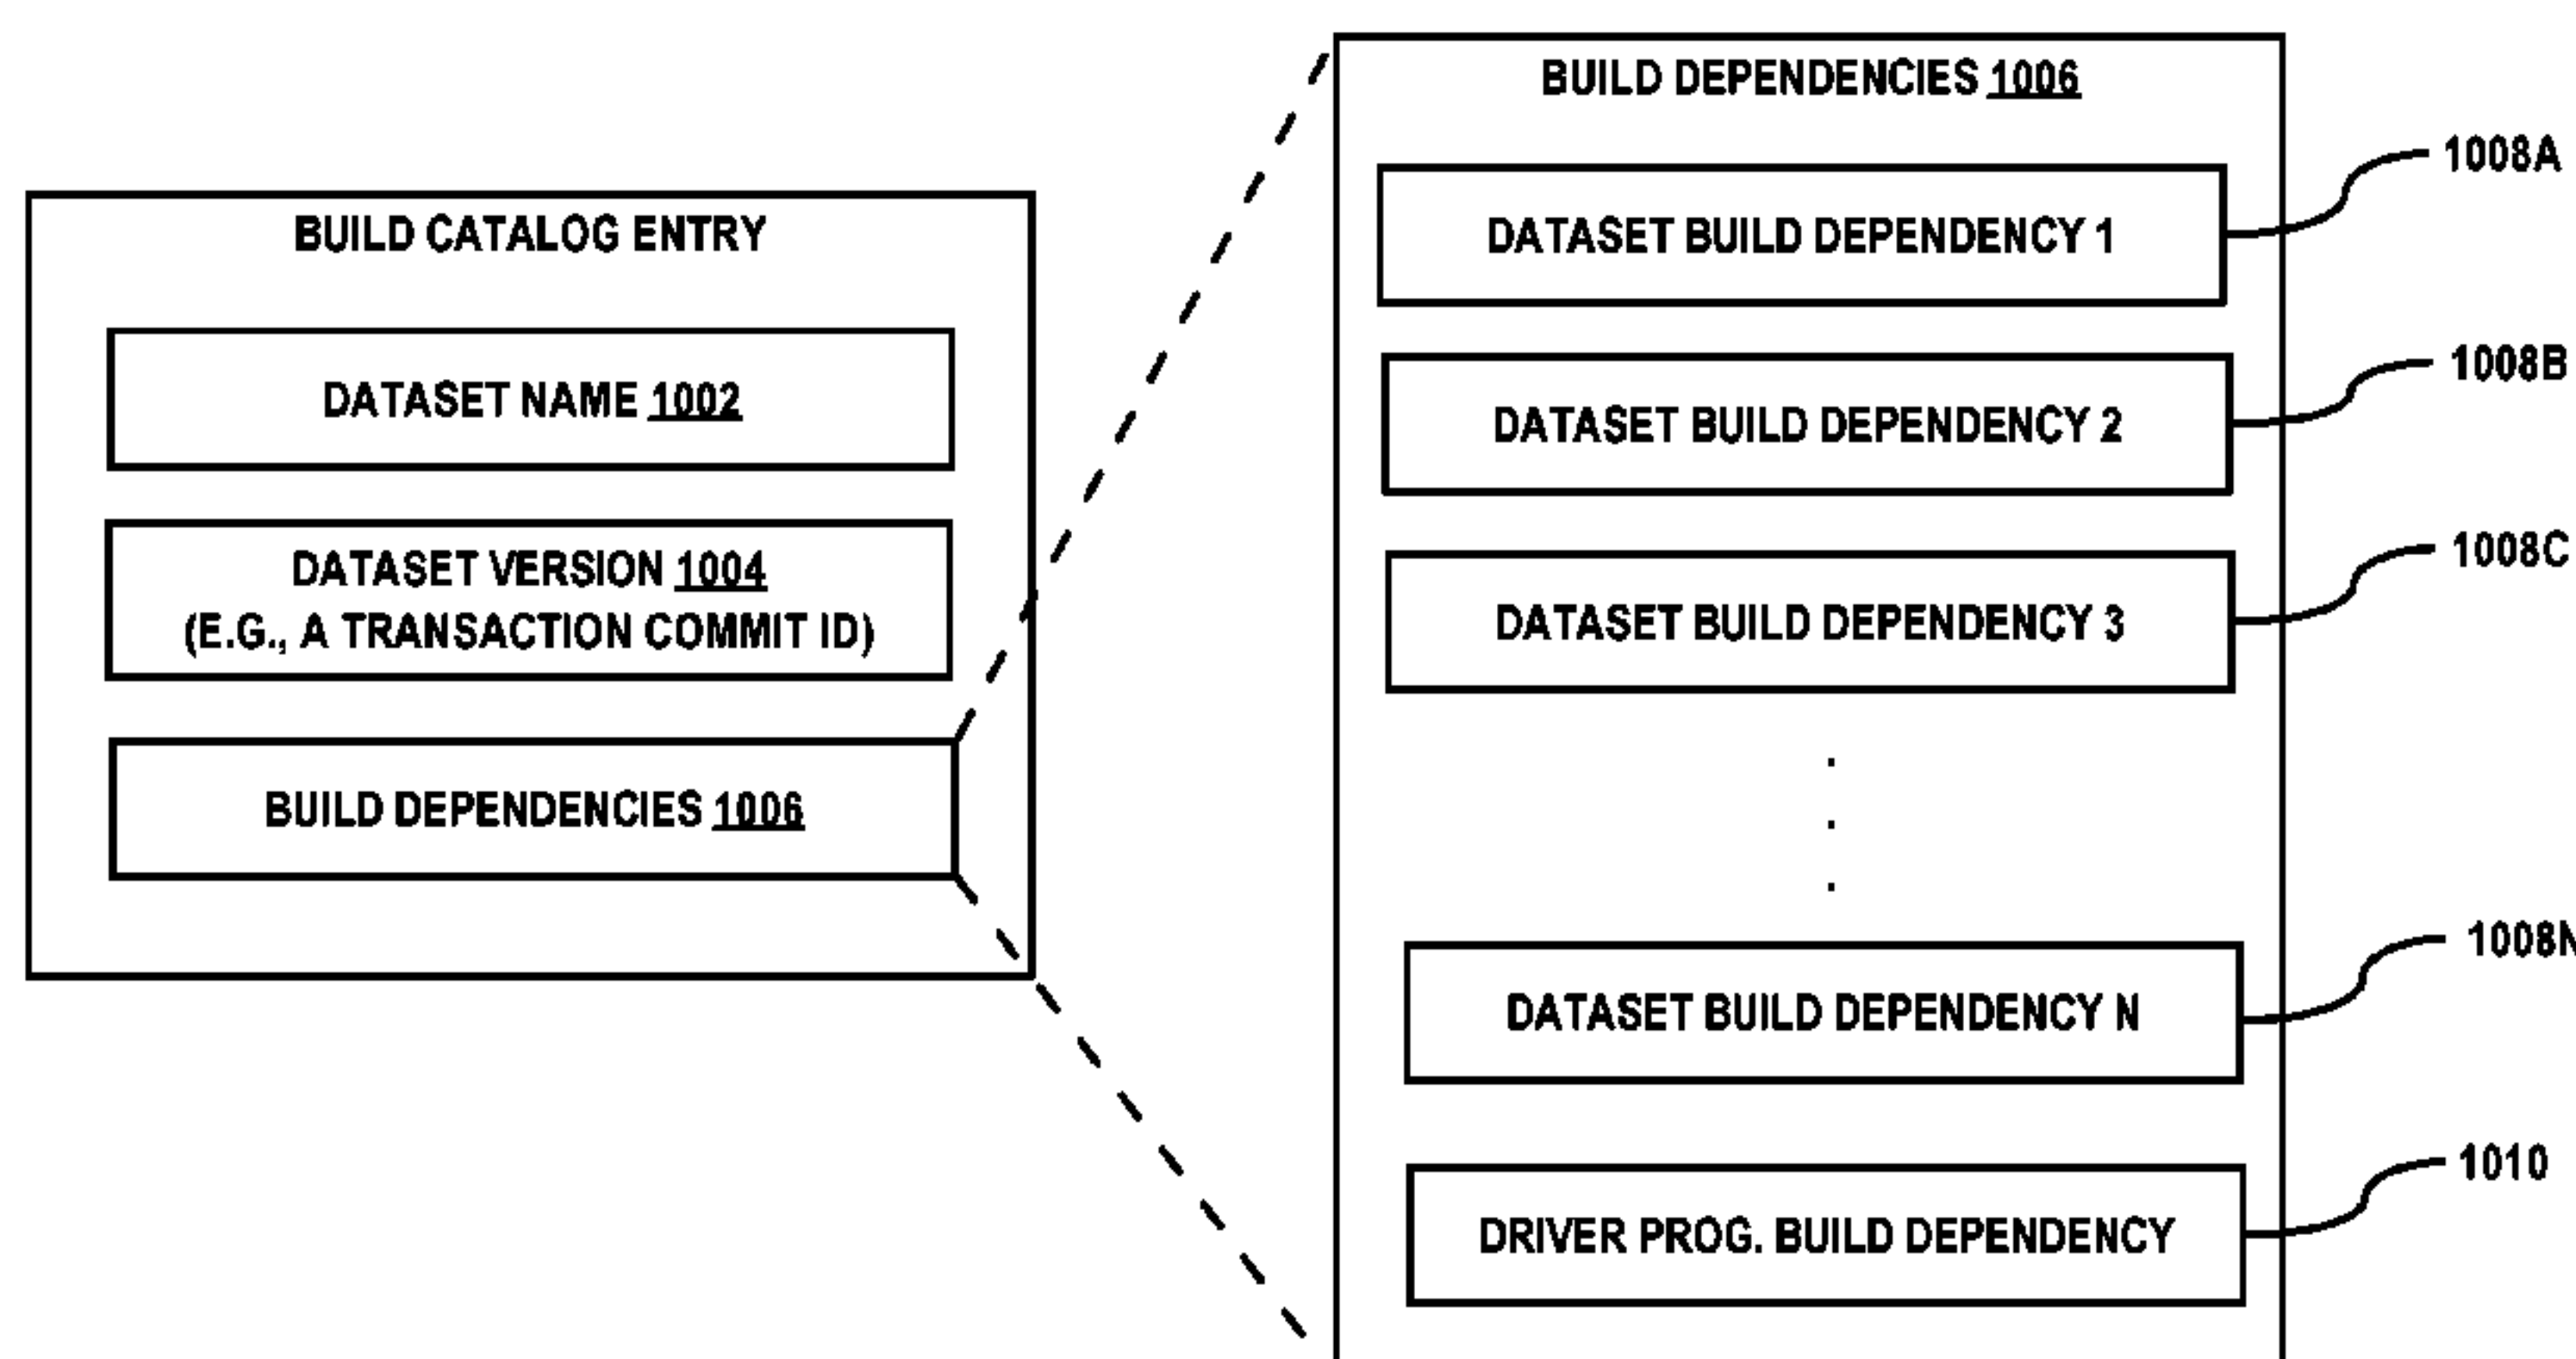 BUILD CATALOG ENTRY
DATASET NAME 1002
DATASET VERSION 1004
(E.G., A TRANSACTION COMMIT ID)
BUILD DEPENDENCIES 1006
BUILD DEPENDENCIES 1006
DATASET BUILD DEPENDENCY 1
1008A
DATASET BUILD DEPENDENCY 2
1008B
DATASET BUILD DEPENDENCY 3
1008C
.
.
.
DATASET BUILD DEPENDENCY N
1008N
DRIVER PROG. BUILD DEPENDENCY
1010